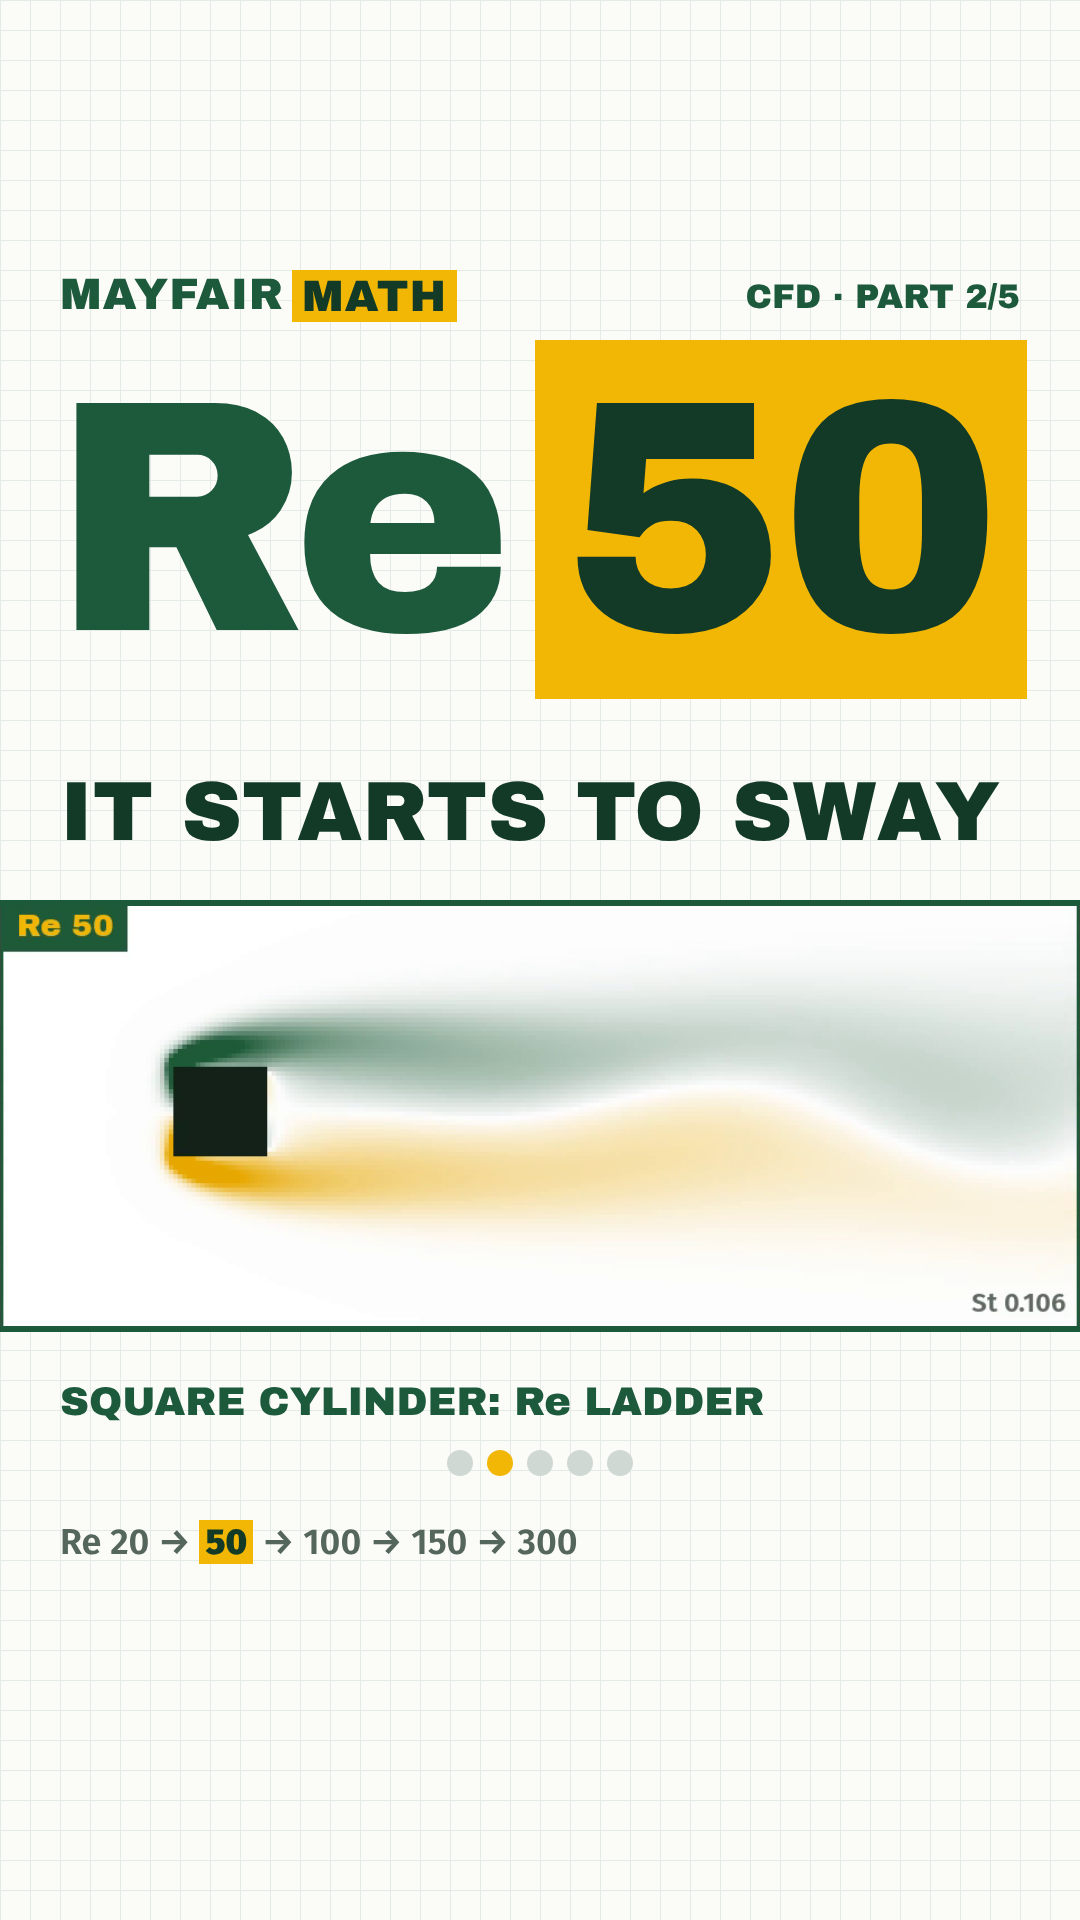 MAYFAIR MATH
CFD · PART 2/5
Re 50
IT STARTS TO SWAY
Re 50
St 0.106
SQUARE CYLINDER: Re LADDER
Re 20 → 50 → 100 → 150 → 300